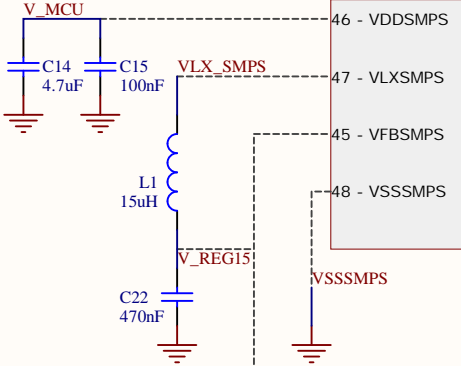 V_MCU
46 - VDDSMPS
C14
4.7uF
C15
100nF
VLX_SMPS
47 - VLXSMPS
45 - VFBSMPS
L1
15uH
48 - VSSSMPS
V_REG15
VSSSMPS
C22
470nF